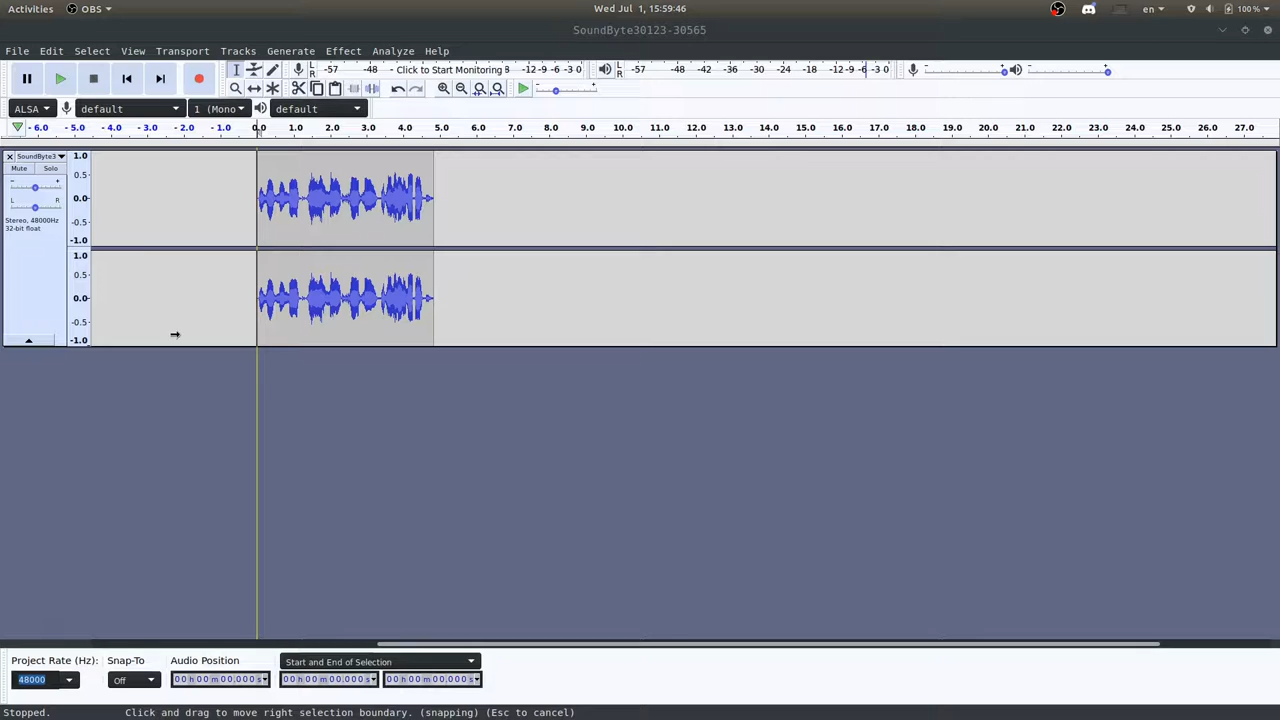 Activities OBS Wed Jul 1, 15:59:46 en 100 %
SoundByte30123-30565
File Edit Select View Transport Tracks Generate Effect Analyze Help
L R -57 -48 - Click to Start Monitoring 8 -12 -9 -6 -3 0 L R -57 -48 -42 -36 -30 -24 -18 -12 -9 -6 -3 0 - + - +
- +
ALSA default 1 (Mono default
-6.0 -5.0 -4.0 -3.0 -2.0 -1.0 0.0 1.0 2.0 3.0 4.0 5.0 6.0 7.0 8.0 9.0 10.0 11.0 12.0 13.0 14.0 15.0 16.0 17.0 18.0 19.0 20.0 21.0 22.0 23.0 24.0 25.0 26.0 27.0
SoundByte3 1.0
Mute Solo
- + 0.5
L R 0.0
Stereo, 48000Hz -0.5
32-bit float
-1.0
1.0
0.5
0.0
-0.5
-1.0
Project Rate (Hz): Snap-To Audio Position Start and End of Selection
48000 Off 00 h 00 m 00,000 s 00 h 00 m 00,000 s 00 h 00 m 00,000 s
Stopped. Click and drag to move right selection boundary. (snapping) (Esc to cancel)